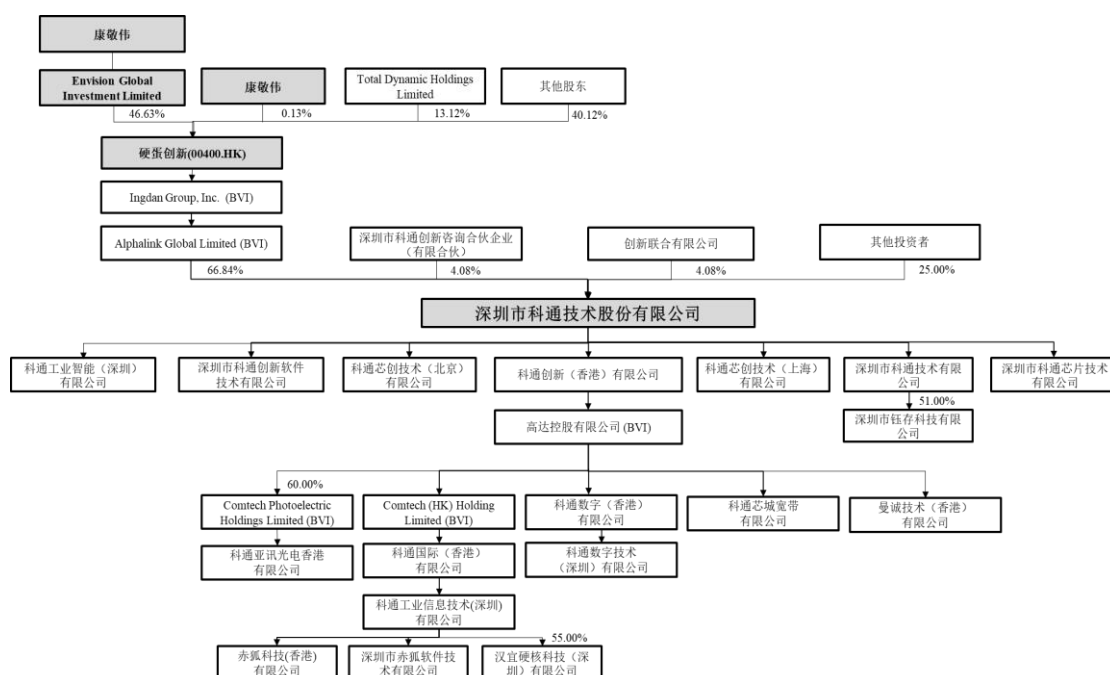 康敬伟
Envision Global
Investment Limited
康敬伟
Total Dynamic Holdings
Limited
其他股东
46.63%
0.13%
13.12%
40.12%
硬蛋创新(00400.HK)
Ingdan Group, Inc. (BVI)
Alphalink Global Limited (BVI)
深圳市科通创新咨询合伙企业
（有限合伙）
创新联合有限公司
其他投资者
66.84%
4.08%
4.08%
25.00%
深圳市科通技术股份有限公司
科通工业智能（深圳）
有限公司
深圳市科通创新软件
技术有限公司
科通芯创技术（北京）
有限公司
科通创新（香港）有限公司
科通芯创技术（上海）
有限公司
深圳市科通技术有限
公司
深圳市科通芯片技术
有限公司
51.00%
高达控股有限公司(BVI)
深圳市钰存科技有限
公司
60.00%
Comtech Photoelectric
Holdings Limited (BVI)
Comtech (HK) Holding
Limited (BVI)
科通数字（香港）
有限公司
科通芯城宽带
有限公司
曼诚技术（香港）
有限公司
科通亚讯光电香港
有限公司
科通国际（香港）
有限公司
科通数字技术
（深圳）有限公司
科通工业信息技术(深圳)
有限公司
55.00%
赤狐科技(香港)
有限公司
深圳市赤狐软件技
术有限公司
汉宜硬核科技（深
圳）有限公司